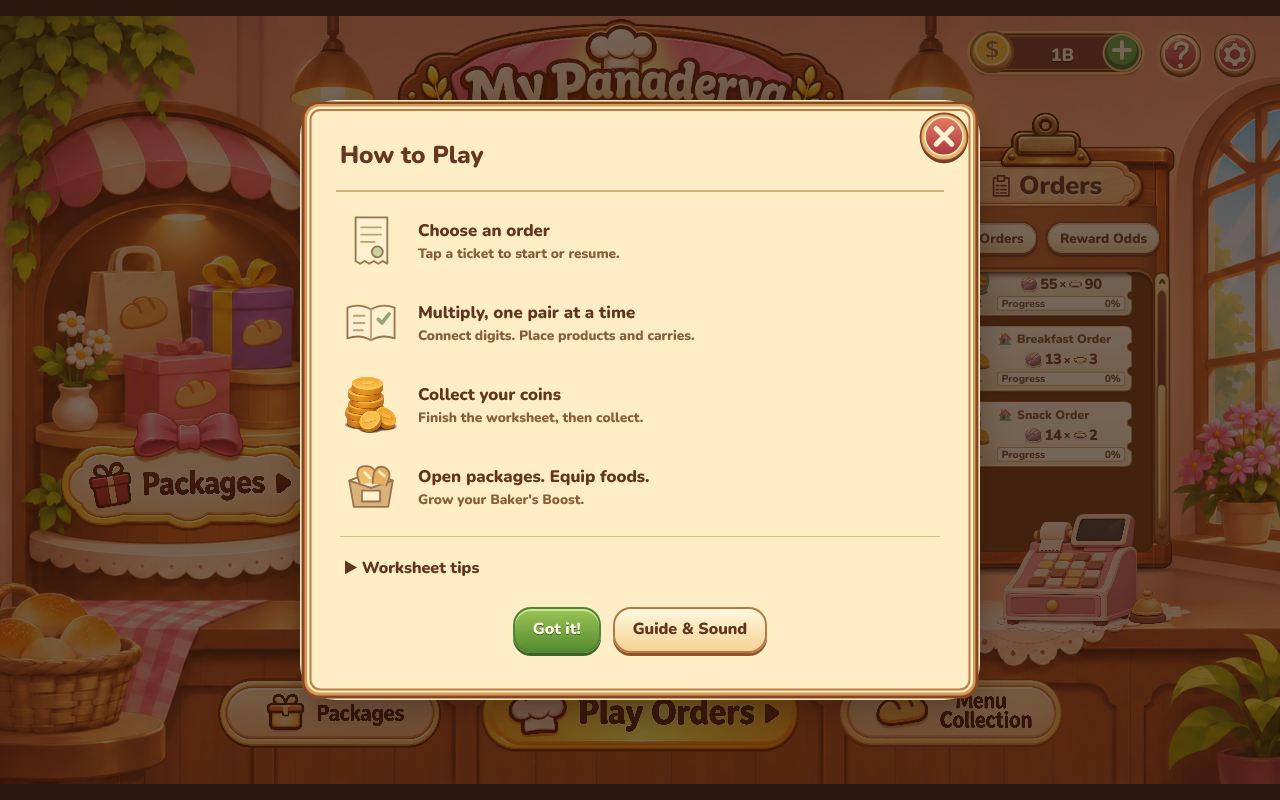 My Panaderya
$ 1B +
?
How to Play
Choose an order
Tap a ticket to start or resume.
Multiply, one pair at a time
Connect digits. Place products and carries.
Collect your coins
Finish the worksheet, then collect.
Open packages. Equip foods.
Grow your Baker's Boost.
Worksheet tips
Got it!
Guide & Sound
Packages
Orders
Orders
Reward Odds
55 × 90
Progress 0%
Breakfast Order
13 × 3
Progress 0%
Snack Order
14 × 2
Progress 0%
Packages
Play Orders
Menu
Collection